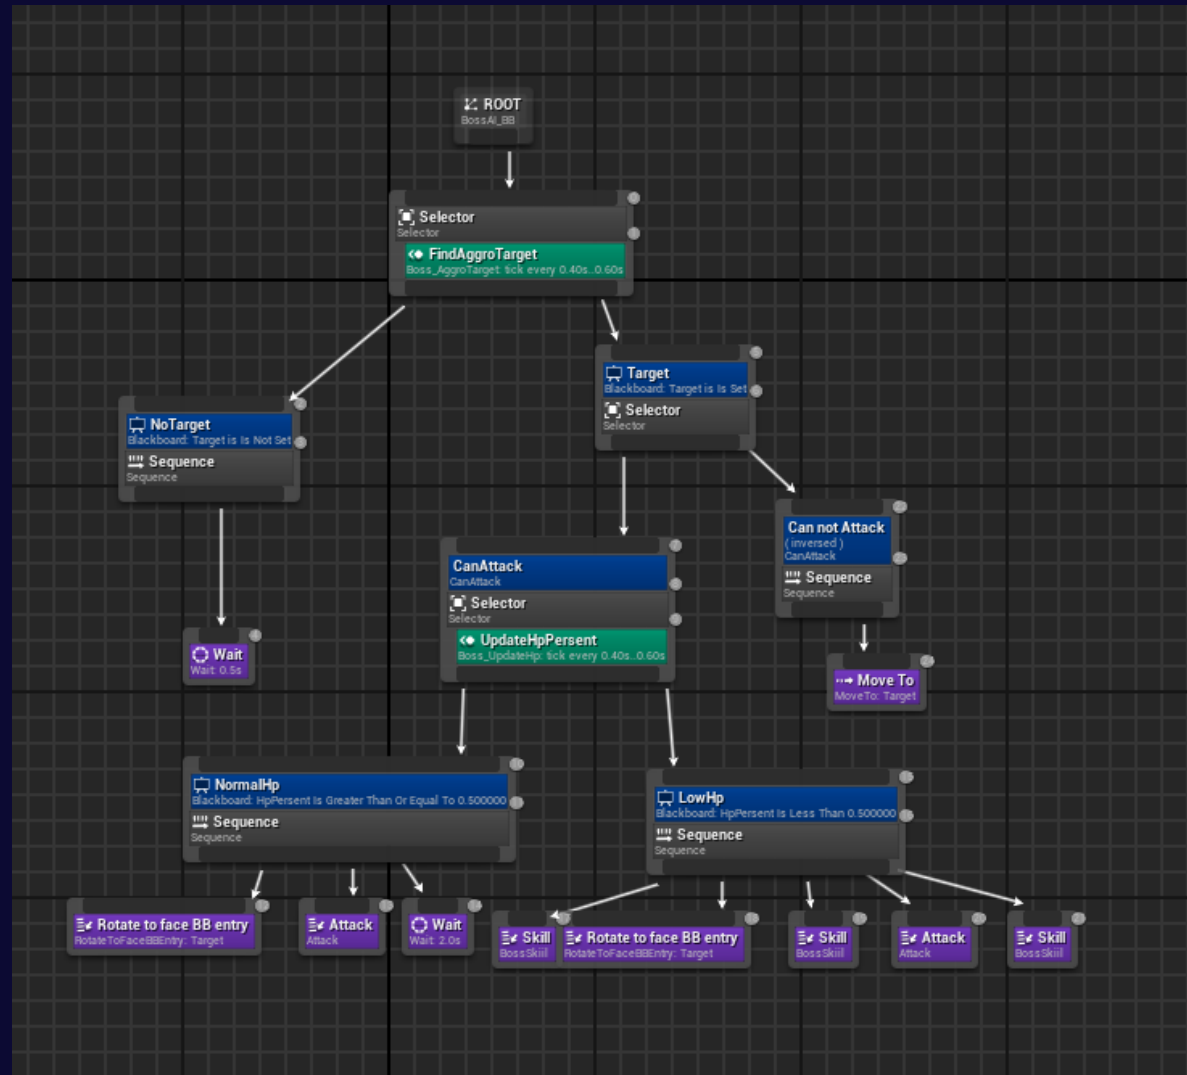 ROOT
BossAI_BB
Selector
Selector
FindAggroTarget
Boss_AggroTarget: tick every 0.40s..0.60s
Target
Blackboard: Target is Is Set
Selector
Selector
NoTarget
Blackboard: Target is Is Not Set
Sequence
Sequence
Can not Attack
( inversed )
CanAttack
Sequence
Sequence
CanAttack
CanAttack
Selector
Selector
UpdateHpPersent
Boss_UpdateHp: tick every 0.40s..0.60s
Wait
Wait: 0.5s
Move To
MoveTo: Target
NormalHp
Blackboard: HpPersent Is Greater Than Or Equal To 0.500000
Sequence
Sequence
LowHp
Blackboard: HpPersent Is Less Than 0.500000
Sequence
Sequence
Rotate to face BB entry
RotateToFaceBBEntry: Target
Attack
Attack
Wait
Wait: 2.0s
Skill
BossSkiil
Rotate to face BB entry
RotateToFaceBBEntry: Target
Skill
BossSkiil
Attack
Attack
Skill
BossSkiil